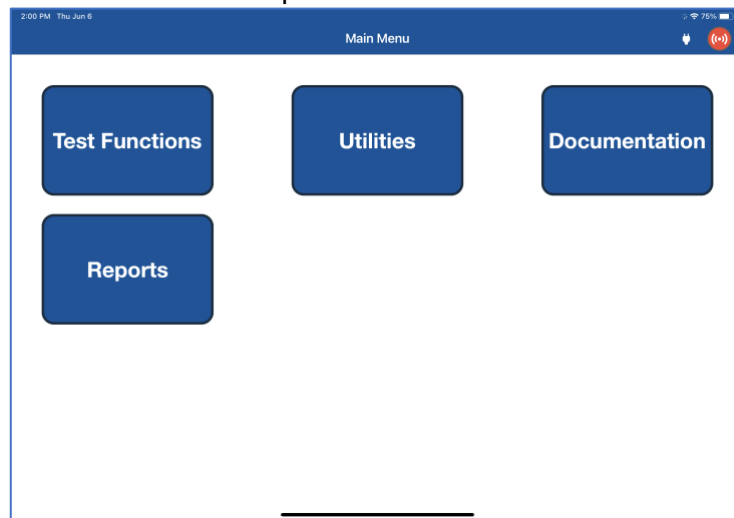 2:00 PM Thu Jun 6
75%
Main Menu
Test Functions
Utilities
Documentation
Reports